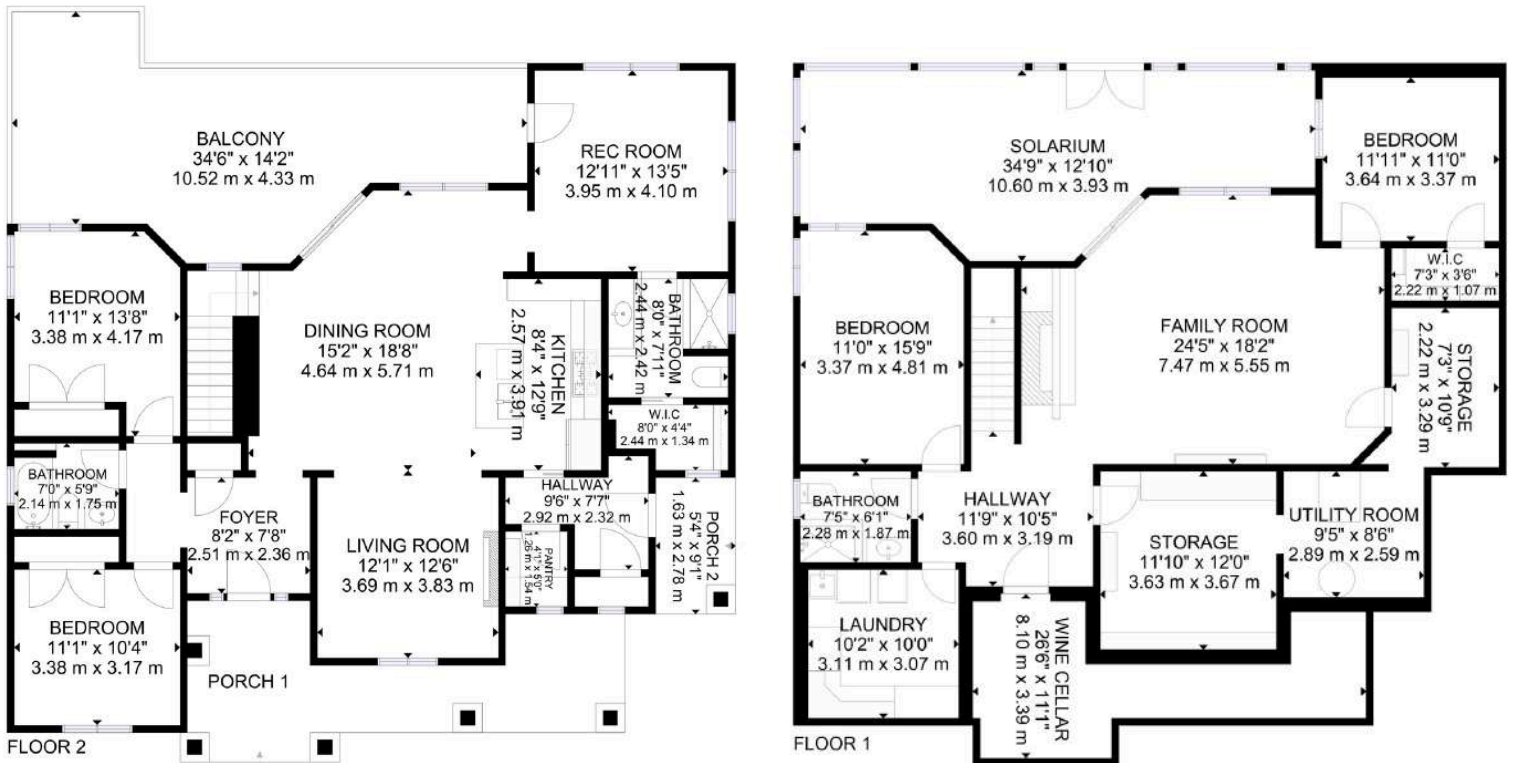 BALCONY
34'6" x 14'2"
10.52 m x 4.33 m
REC ROOM
12'11" x 13'5"
3.95 m x 4.10 m
BEDROOM
11'1" x 13'8"
3.38 m x 4.17 m
DINING ROOM
15'2" x 18'8"
4.64 m x 5.71 m
KITCHEN
8'4" x 12'9"
2.57 m x 3.91 m
BATHROOM
8'0" x 7'11"
2.44 m x 2.42 m
W.I.C
8'0" x 4'4"
2.44 m x 1.34 m
BATHROOM
7'0" x 5'9"
2.14 m x 1.75 m
FOYER
8'2" x 7'8"
2.51 m x 2.36 m
HALLWAY
9'6" x 7'7"
2.92 m x 2.32 m
LIVING ROOM
12'1" x 12'6"
3.69 m x 3.83 m
PANTRY
4'1" x 5'0"
1.26 m x 1.54 m
PORCH 2
5'4" x 9'1"
1.63 m x 2.78 m
BEDROOM
11'1" x 10'4"
3.38 m x 3.17 m
PORCH 1
FLOOR 2
SOLARIUM
34'9" x 12'10"
10.60 m x 3.93 m
BEDROOM
11'11" x 11'0"
3.64 m x 3.37 m
W.I.C
7'3" x 3'6"
2.22 m x 1.07 m
BEDROOM
11'0" x 15'9"
3.37 m x 4.81 m
FAMILY ROOM
24'5" x 18'2"
7.47 m x 5.55 m
STORAGE
7'3" x 10'9"
2.22 m x 3.29 m
BATHROOM
7'5" x 6'1"
2.28 m x 1.87 m
HALLWAY
11'9" x 10'5"
3.60 m x 3.19 m
STORAGE
11'10" x 12'0"
3.63 m x 3.67 m
UTILITY ROOM
9'5" x 8'6"
2.89 m x 2.59 m
LAUNDRY
10'2" x 10'0"
3.11 m x 3.07 m
WINE CELLAR
26'6" x 11'1"
8.10 m x 3.39 m
FLOOR 1